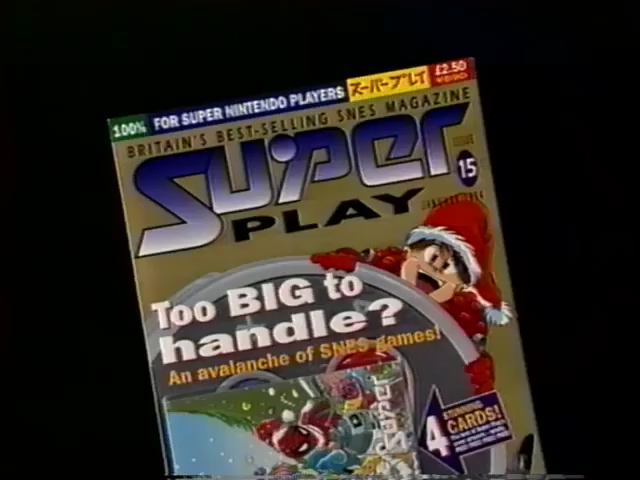 100% FOR SUPER NINTENDO PLAYERS スーパープレイ £2.50
BRITAIN'S BEST-SELLING SNES MAGAZINE
SUPER
PLAY
ISSUE
15
Too BIG to
handle?
An avalanche of SNES games!
4 STUNNING
CARDS!